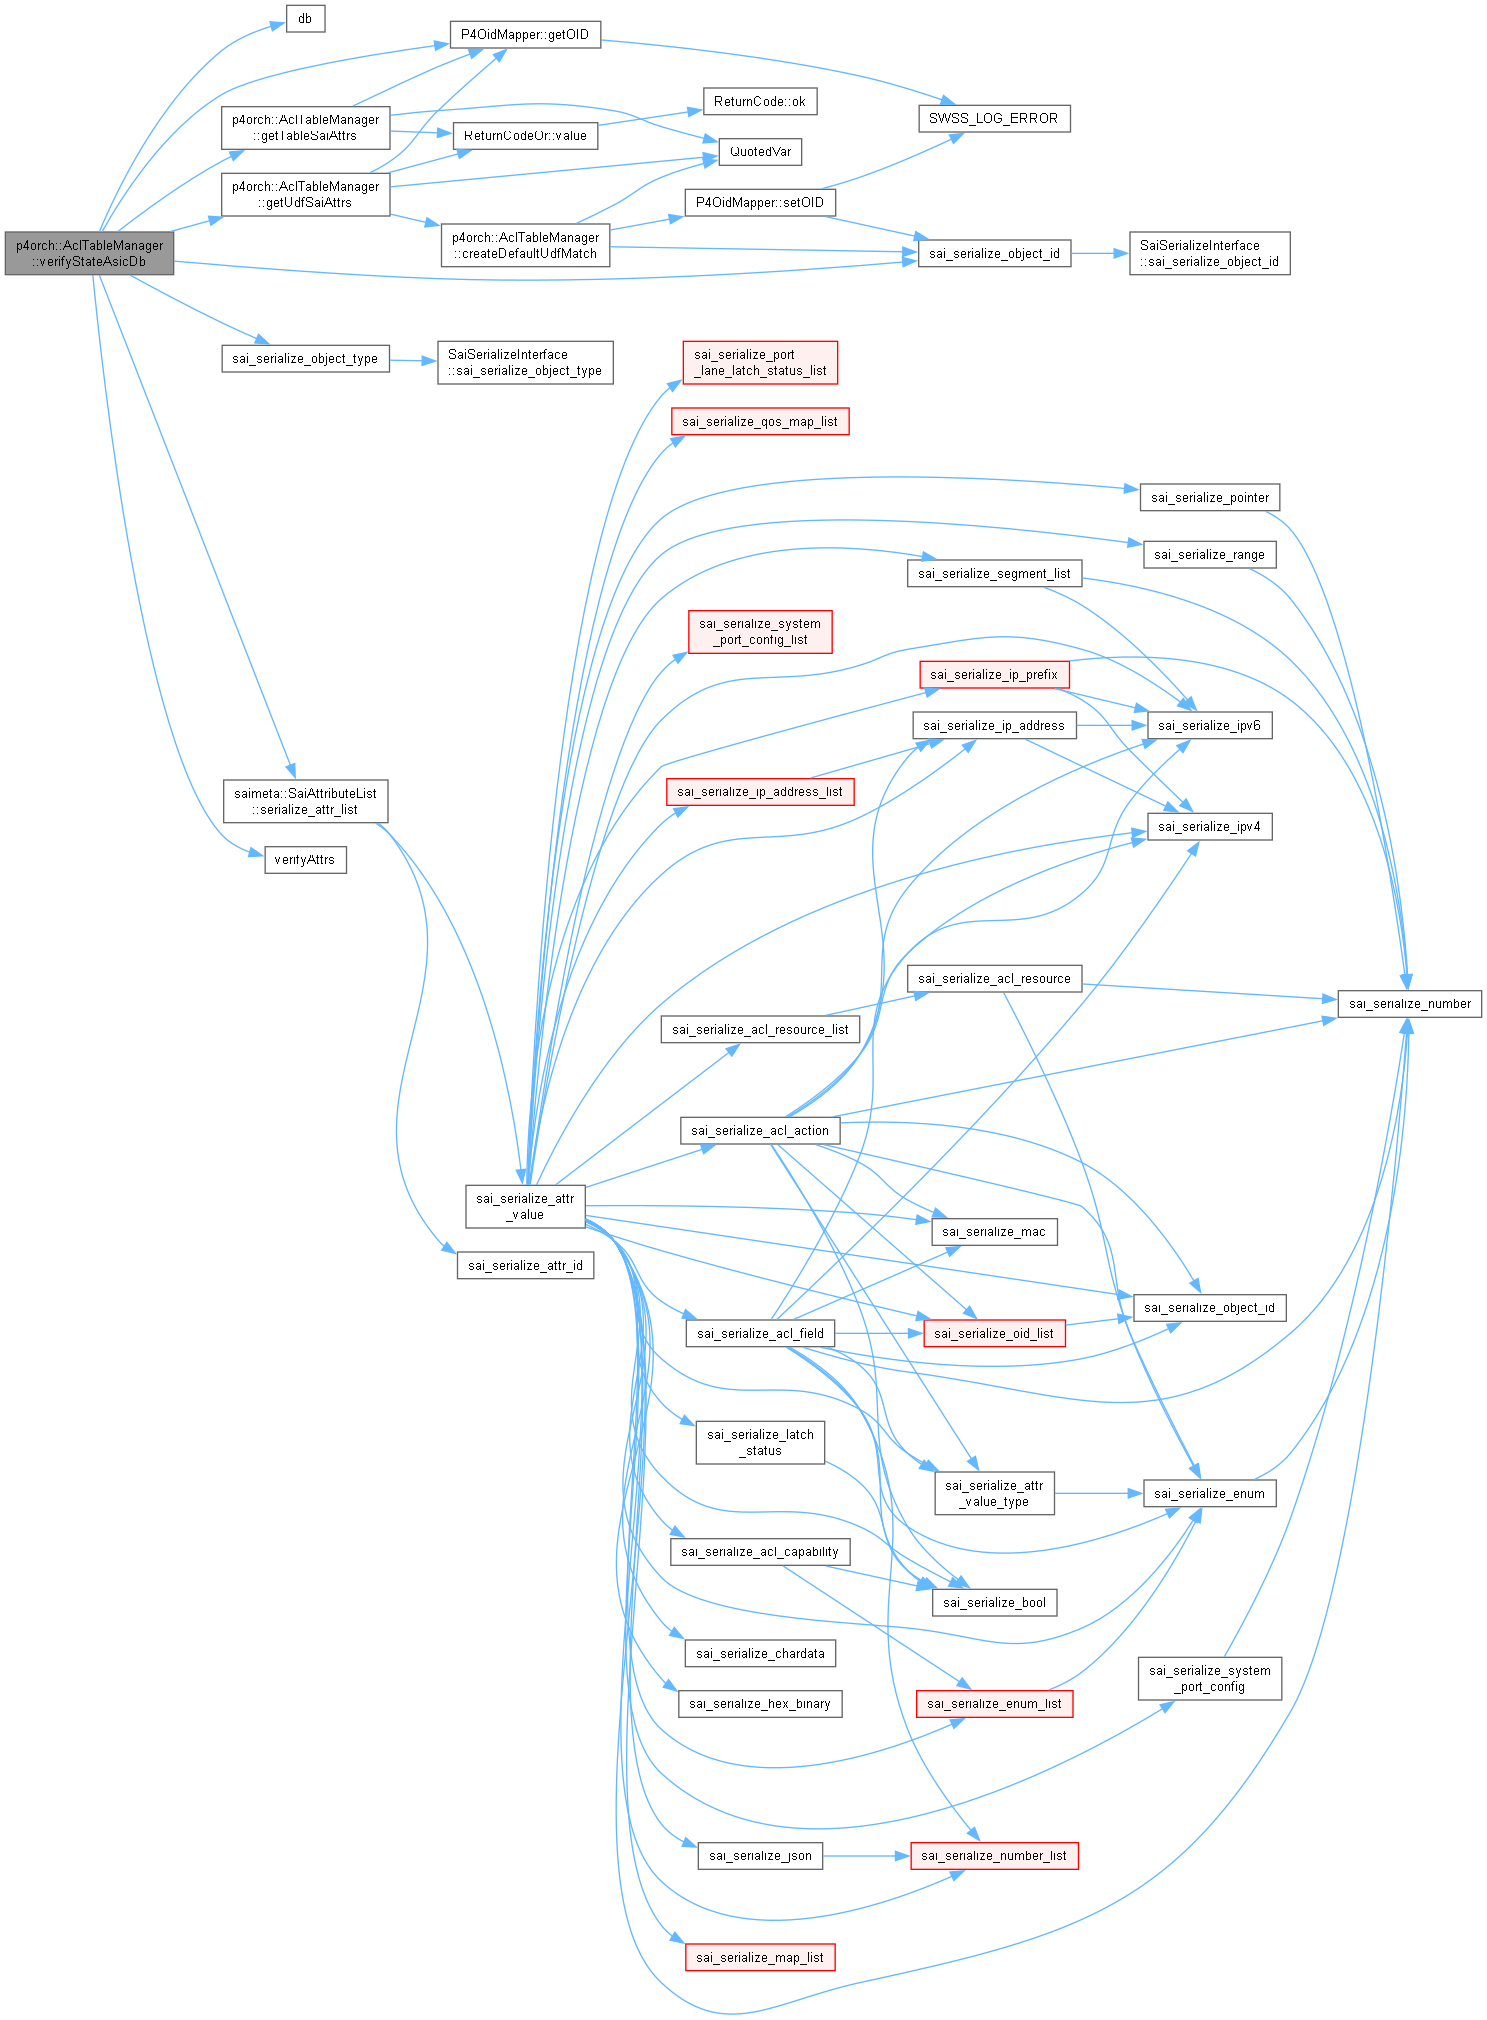 db
P4OidMapper::getOID
ReturnCode::ok
SWSS_LOG_ERROR
p4orch::AclTableManager
::getTableSaiAttrs
ReturnCodeOr::value
QuotedVar
p4orch::AclTableManager
::getUdfSaiAttrs
P4OidMapper::setOID
p4orch::AclTableManager
::verifyStateAsicDb
p4orch::AclTableManager
::createDefaultUdfMatch
sai_serialize_object_id
SaiSerializeInterface
::sai_serialize_object_id
sai_serialize_object_type
SaiSerializeInterface
::sai_serialize_object_type
sai_serialize_port
_lane_latch_status_list
sai_serialize_qos_map_list
sai_serialize_pointer
sai_serialize_range
sai_serialize_segment_list
sai_serialize_system
_port_config_list
sai_serialize_ip_prefix
sai_serialize_ip_address
sai_serialize_ipv6
sai_serialize_ip_address_list
saimeta::SaiAttributeList
::serialize_attr_list
sai_serialize_ipv4
verifyAttrs
sai_serialize_acl_resource
sai_serialize_number
sai_serialize_acl_resource_list
sai_serialize_acl_action
sai_serialize_attr
_value
sai_serialize_mac
sai_serialize_attr_id
sai_serialize_object_id
sai_serialize_acl_field
sai_serialize_oid_list
sai_serialize_latch
_status
sai_serialize_attr
_value_type
sai_serialize_enum
sai_serialize_acl_capability
sai_serialize_bool
sai_serialize_chardata
sai_serialize_system
_port_config
sai_serialize_hex_binary
sai_serialize_enum_list
sai_serialize_json
sai_serialize_number_list
sai_serialize_map_list